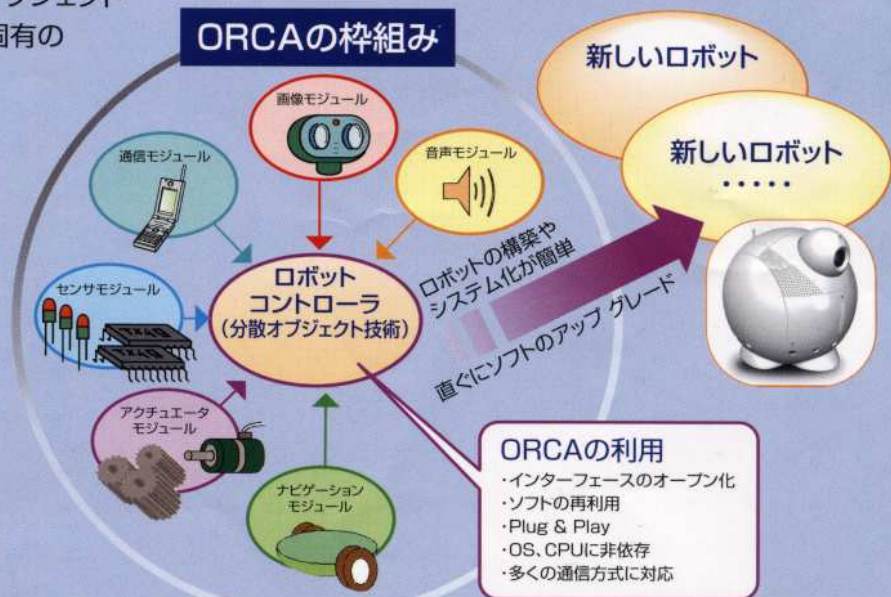 固有の
ORCAの枠組み
画像モジュール
通信モジュール
音声モジュール
センサモジュール
ロボット
コントローラ
(分散オブジェクト技術)
アクチュエータ
モジュール
ナビゲーション
モジュール
ロボットの構築や
システム化が簡単
直ぐにソフトのアップ グレード
新しいロボット
新しいロボット
・・・・・
ORCAの利用
・インターフェースのオープン化
・ソフトの再利用
・Plug & Play
・OS、CPUに非依存
・多くの通信方式に対応